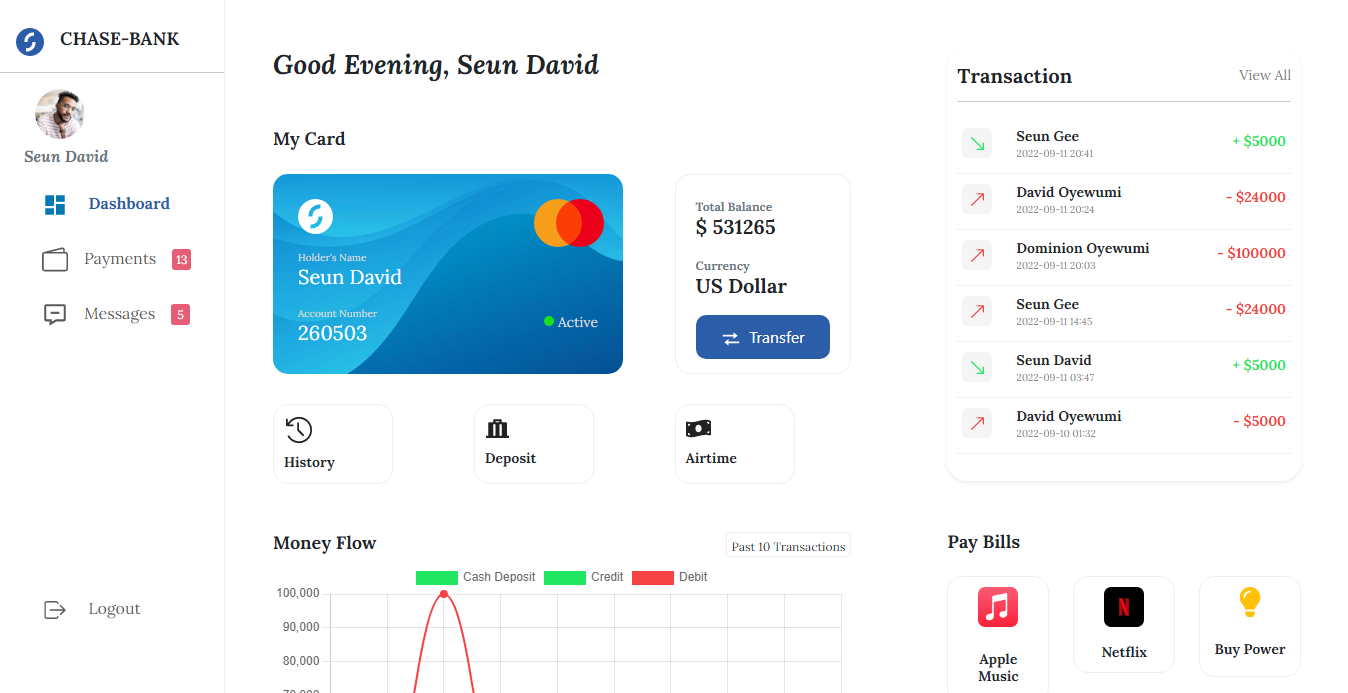 CHASE-BANK
Seun David
Dashboard
Payments 13
Messages 5
Logout
Good Evening, Seun David
My Card
Holder's Name
Seun David
Account Number
260503
Active
Total Balance
$ 531265
Currency
US Dollar
Transfer
History
Deposit
Airtime
Money Flow
Past 10 Transactions
Cash Deposit Credit Debit
100,000
90,000
80,000
70,000
Transaction
View All
Seun Gee
2022-09-11 20:41
+ $5000
David Oyewumi
2022-09-11 20:24
- $24000
Dominion Oyewumi
2022-09-11 20:03
- $100000
Seun Gee
2022-09-11 14:45
- $24000
Seun David
2022-09-11 03:47
+ $5000
David Oyewumi
2022-09-10 01:32
- $5000
Pay Bills
Apple
Music
N
Netflix
Buy Power